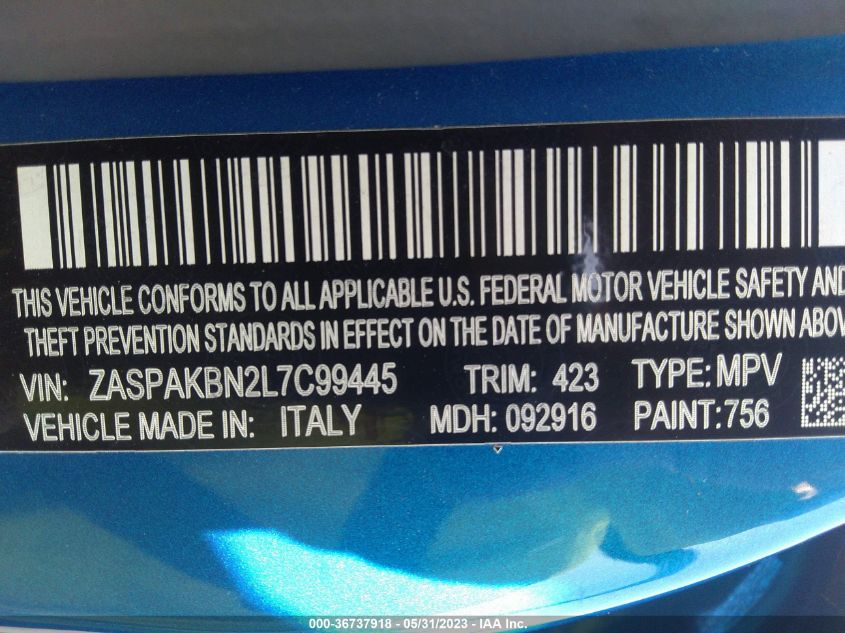 THIS VEHICLE CONFORMS TO ALL APPLICABLE U.S. FEDERAL MOTOR VEHICLE SAFETY AND
THEFT PREVENTION STANDARDS IN EFFECT ON THE DATE OF MANUFACTURE SHOWN ABOV
VIN: ZASPAKBN2L7C99445 TRIM: 423 TYPE: MPV
VEHICLE MADE IN: ITALY MDH: 092916 PAINT: 756
000-36737918 - 05/31/2023 - IAA Inc.